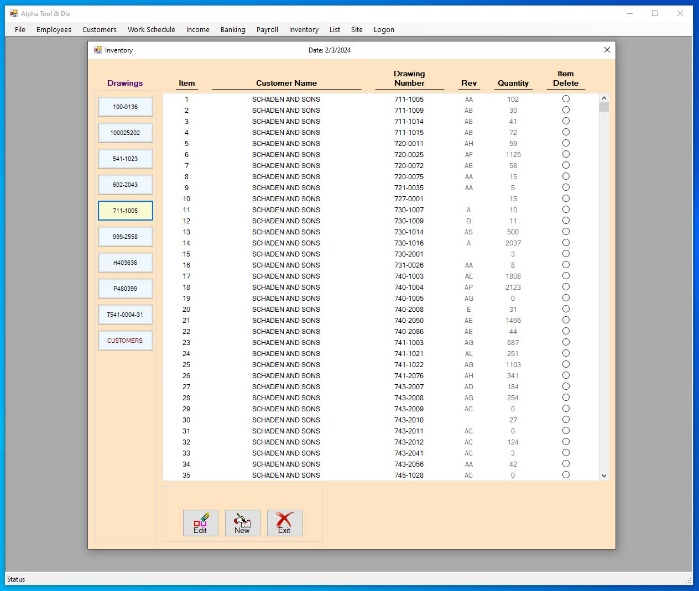 Alpha Tool & Die
File Employees Customers Work Schedule Income Banking Payroll Inventory List Site Logon
Inventory Date: 2/3/2024
Drawings
100-0136
100025202
541-1023
602-2043
711-1005
999-2558
H403636
P480399
T541-0004-31
CUSTOMERS
Item Customer Name Drawing Number Rev Quantity Item Delete
1 SCHADEN AND SONS 711-1005 AA 102
2 SCHADEN AND SONS 711-1009 AB 30
3 SCHADEN AND SONS 711-1014 AB 41
4 SCHADEN AND SONS 711-1015 AB 72
5 SCHADEN AND SONS 720-0011 AH 59
6 SCHADEN AND SONS 720-0025 AF 1125
7 SCHADEN AND SONS 720-0072 AE 58
8 SCHADEN AND SONS 720-0075 AA 15
9 SCHADEN AND SONS 721-0035 AA 5
10 SCHADEN AND SONS 727-0001 15
11 SCHADEN AND SONS 730-1007 A 10
12 SCHADEN AND SONS 730-1009 D 11
13 SCHADEN AND SONS 730-1014 AS 500
14 SCHADEN AND SONS 730-1016 A 2037
15 SCHADEN AND SONS 730-2001 3
16 SCHADEN AND SONS 731-0026 AA 8
17 SCHADEN AND SONS 740-1003 AL 1808
18 SCHADEN AND SONS 740-1004 AP 2123
19 SCHADEN AND SONS 740-1005 AG 0
20 SCHADEN AND SONS 740-2008 E 31
21 SCHADEN AND SONS 740-2050 AE 1466
22 SCHADEN AND SONS 740-2086 AE 44
23 SCHADEN AND SONS 741-1003 AG 687
24 SCHADEN AND SONS 741-1021 AL 251
25 SCHADEN AND SONS 741-1022 AG 1103
26 SCHADEN AND SONS 741-2076 AH 341
27 SCHADEN AND SONS 743-2007 AD 184
28 SCHADEN AND SONS 743-2008 AG 254
29 SCHADEN AND SONS 743-2009 AC 0
30 SCHADEN AND SONS 743-2010 27
31 SCHADEN AND SONS 743-2011 AC 0
32 SCHADEN AND SONS 743-2012 AC 124
33 SCHADEN AND SONS 743-2041 AC 3
34 SCHADEN AND SONS 743-2056 AA 42
35 SCHADEN AND SONS 745-1028 AC 0
Edit New Exit
Status